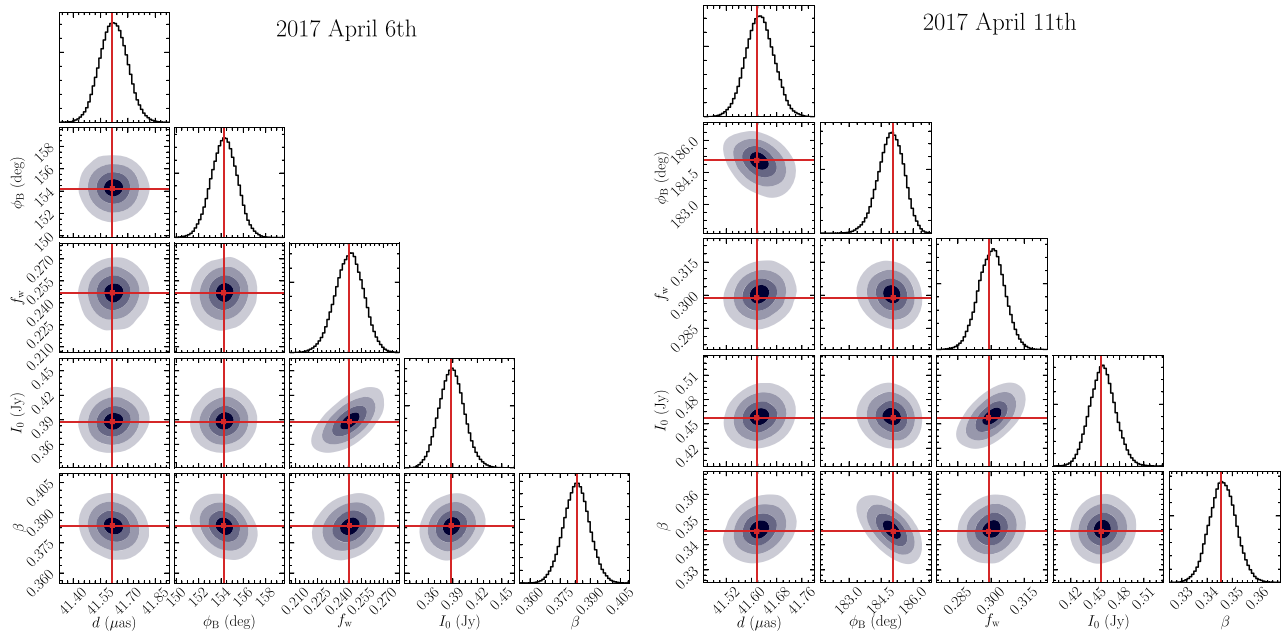 2017 April 6th
ϕB (deg)
158
156
154
152
150
fw
0.270
0.255
0.240
0.225
0.210
I0 (Jy)
0.45
0.42
0.39
0.36
β
0.405
0.390
0.375
0.360
41.40 41.55 41.70 41.85
150 152 154 156 158
0.210 0.225 0.240 0.255 0.270
0.36 0.39 0.42 0.45
0.360 0.375 0.390 0.405
d (μas) ϕB (deg) fw I0 (Jy) β
2017 April 11th
ϕB (deg)
186.0
184.5
183.0
fw
0.315
0.300
0.285
I0 (Jy)
0.51
0.48
0.45
0.42
β
0.36
0.35
0.34
0.33
41.52 41.60 41.68 41.76
183.0 184.5 186.0
0.285 0.300 0.315
0.42 0.45 0.48 0.51
0.33 0.34 0.35 0.36
d (μas) ϕB (deg) fw I0 (Jy) β